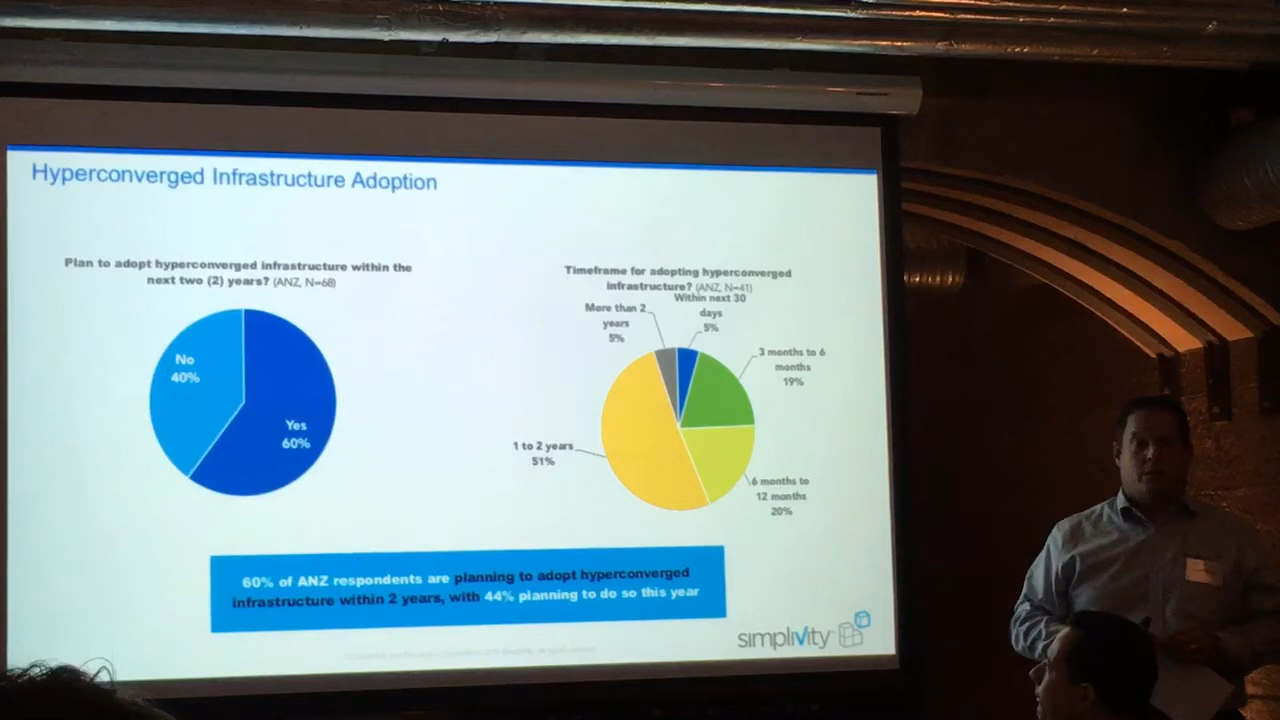 Hyperconverged Infrastructure Adoption
Plan to adopt hyperconverged infrastructure within the
next two (2) years? (ANZ, N=68)
No
40%
Yes
60%
Timeframe for adopting hyperconverged
infrastructure? (ANZ, N=41)
More than 2
years
5%
Within next 30
days
5%
3 months to 6
months
19%
6 months to
12 months
20%
1 to 2 years
51%
60% of ANZ respondents are planning to adopt hyperconverged
infrastructure within 2 years, with 44% planning to do so this year
simplivity